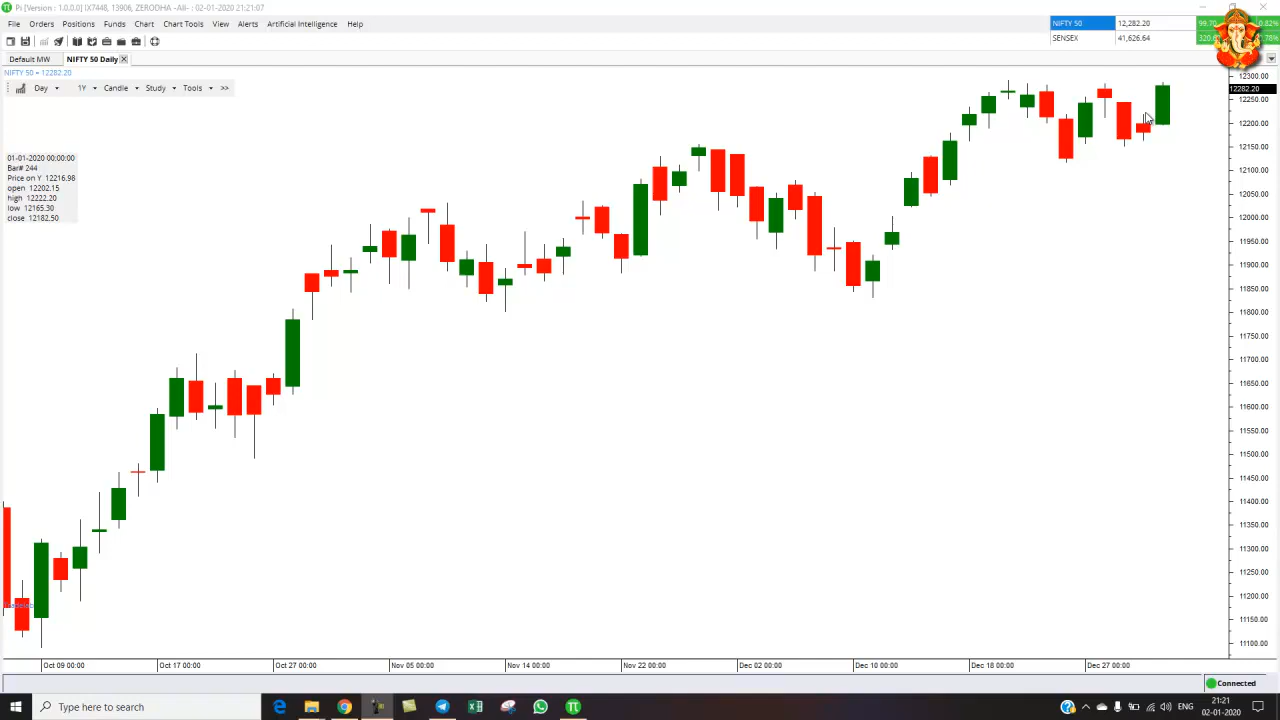 Pi [Version : 1.0.0.0] (X7448, 13906, ZERODHA -Ali- : 02-01-2020 21:21:07
File Orders Positions Funds Chart Chart Tools View Alerts Artificial Intelligence Help
NIFTY 50 12,282.20 99.70 0.82%
SENSEX 41,626.64 320.6 .78%
Default MW NIFTY 50 Daily
NIFTY 50 = 12282.20
Day 1Y Candle Study Tools >>
01-01-2020 00:00:00
Bar# 244
Price on Y 12216.98
open 12202.15
high 12222.20
low 12165.30
close 12182.50
12300.00
12282.20
12250.00
12200.00
12150.00
12100.00
12050.00
12000.00
11950.00
11900.00
11850.00
11800.00
11750.00
11700.00
11650.00
11600.00
11550.00
11500.00
11450.00
11400.00
11350.00
11300.00
11250.00
11200.00
11150.00
11100.00
Oct 09 00:00 Oct 17 00:00 Oct 27 00:00 Nov 05 00:00 Nov 14 00:00 Nov 22 00:00 Dec 02 00:00 Dec 10 00:00 Dec 18 00:00 Dec 27 00:00
Connected
Type here to search
ENG
21:21
02-01-2020